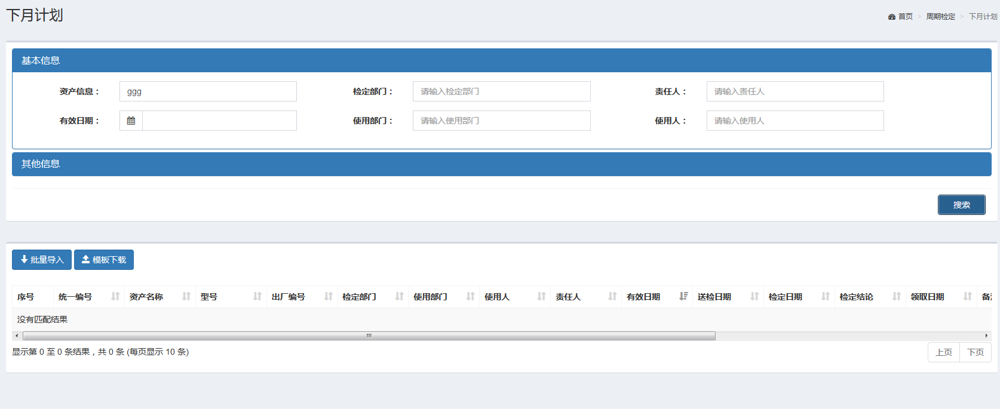 下月计划
首页 > 周期检定 > 下月计划
基本信息
资产信息： ggg 检定部门： 请输入检定部门 责任人： 请输入责任人
有效日期： 使用部门： 请输入使用部门 使用人： 请输入使用人
其他信息
搜索
批量导入 模板下载
序号 统一编号 资产名称 型号 出厂编号 检定部门 使用部门 使用人 责任人 有效日期 送检日期 检定日期 检定结论 领取日期 备
没有匹配结果
显示第 0 至 0 条结果，共 0 条 (每页显示 10 条)
上页 下页